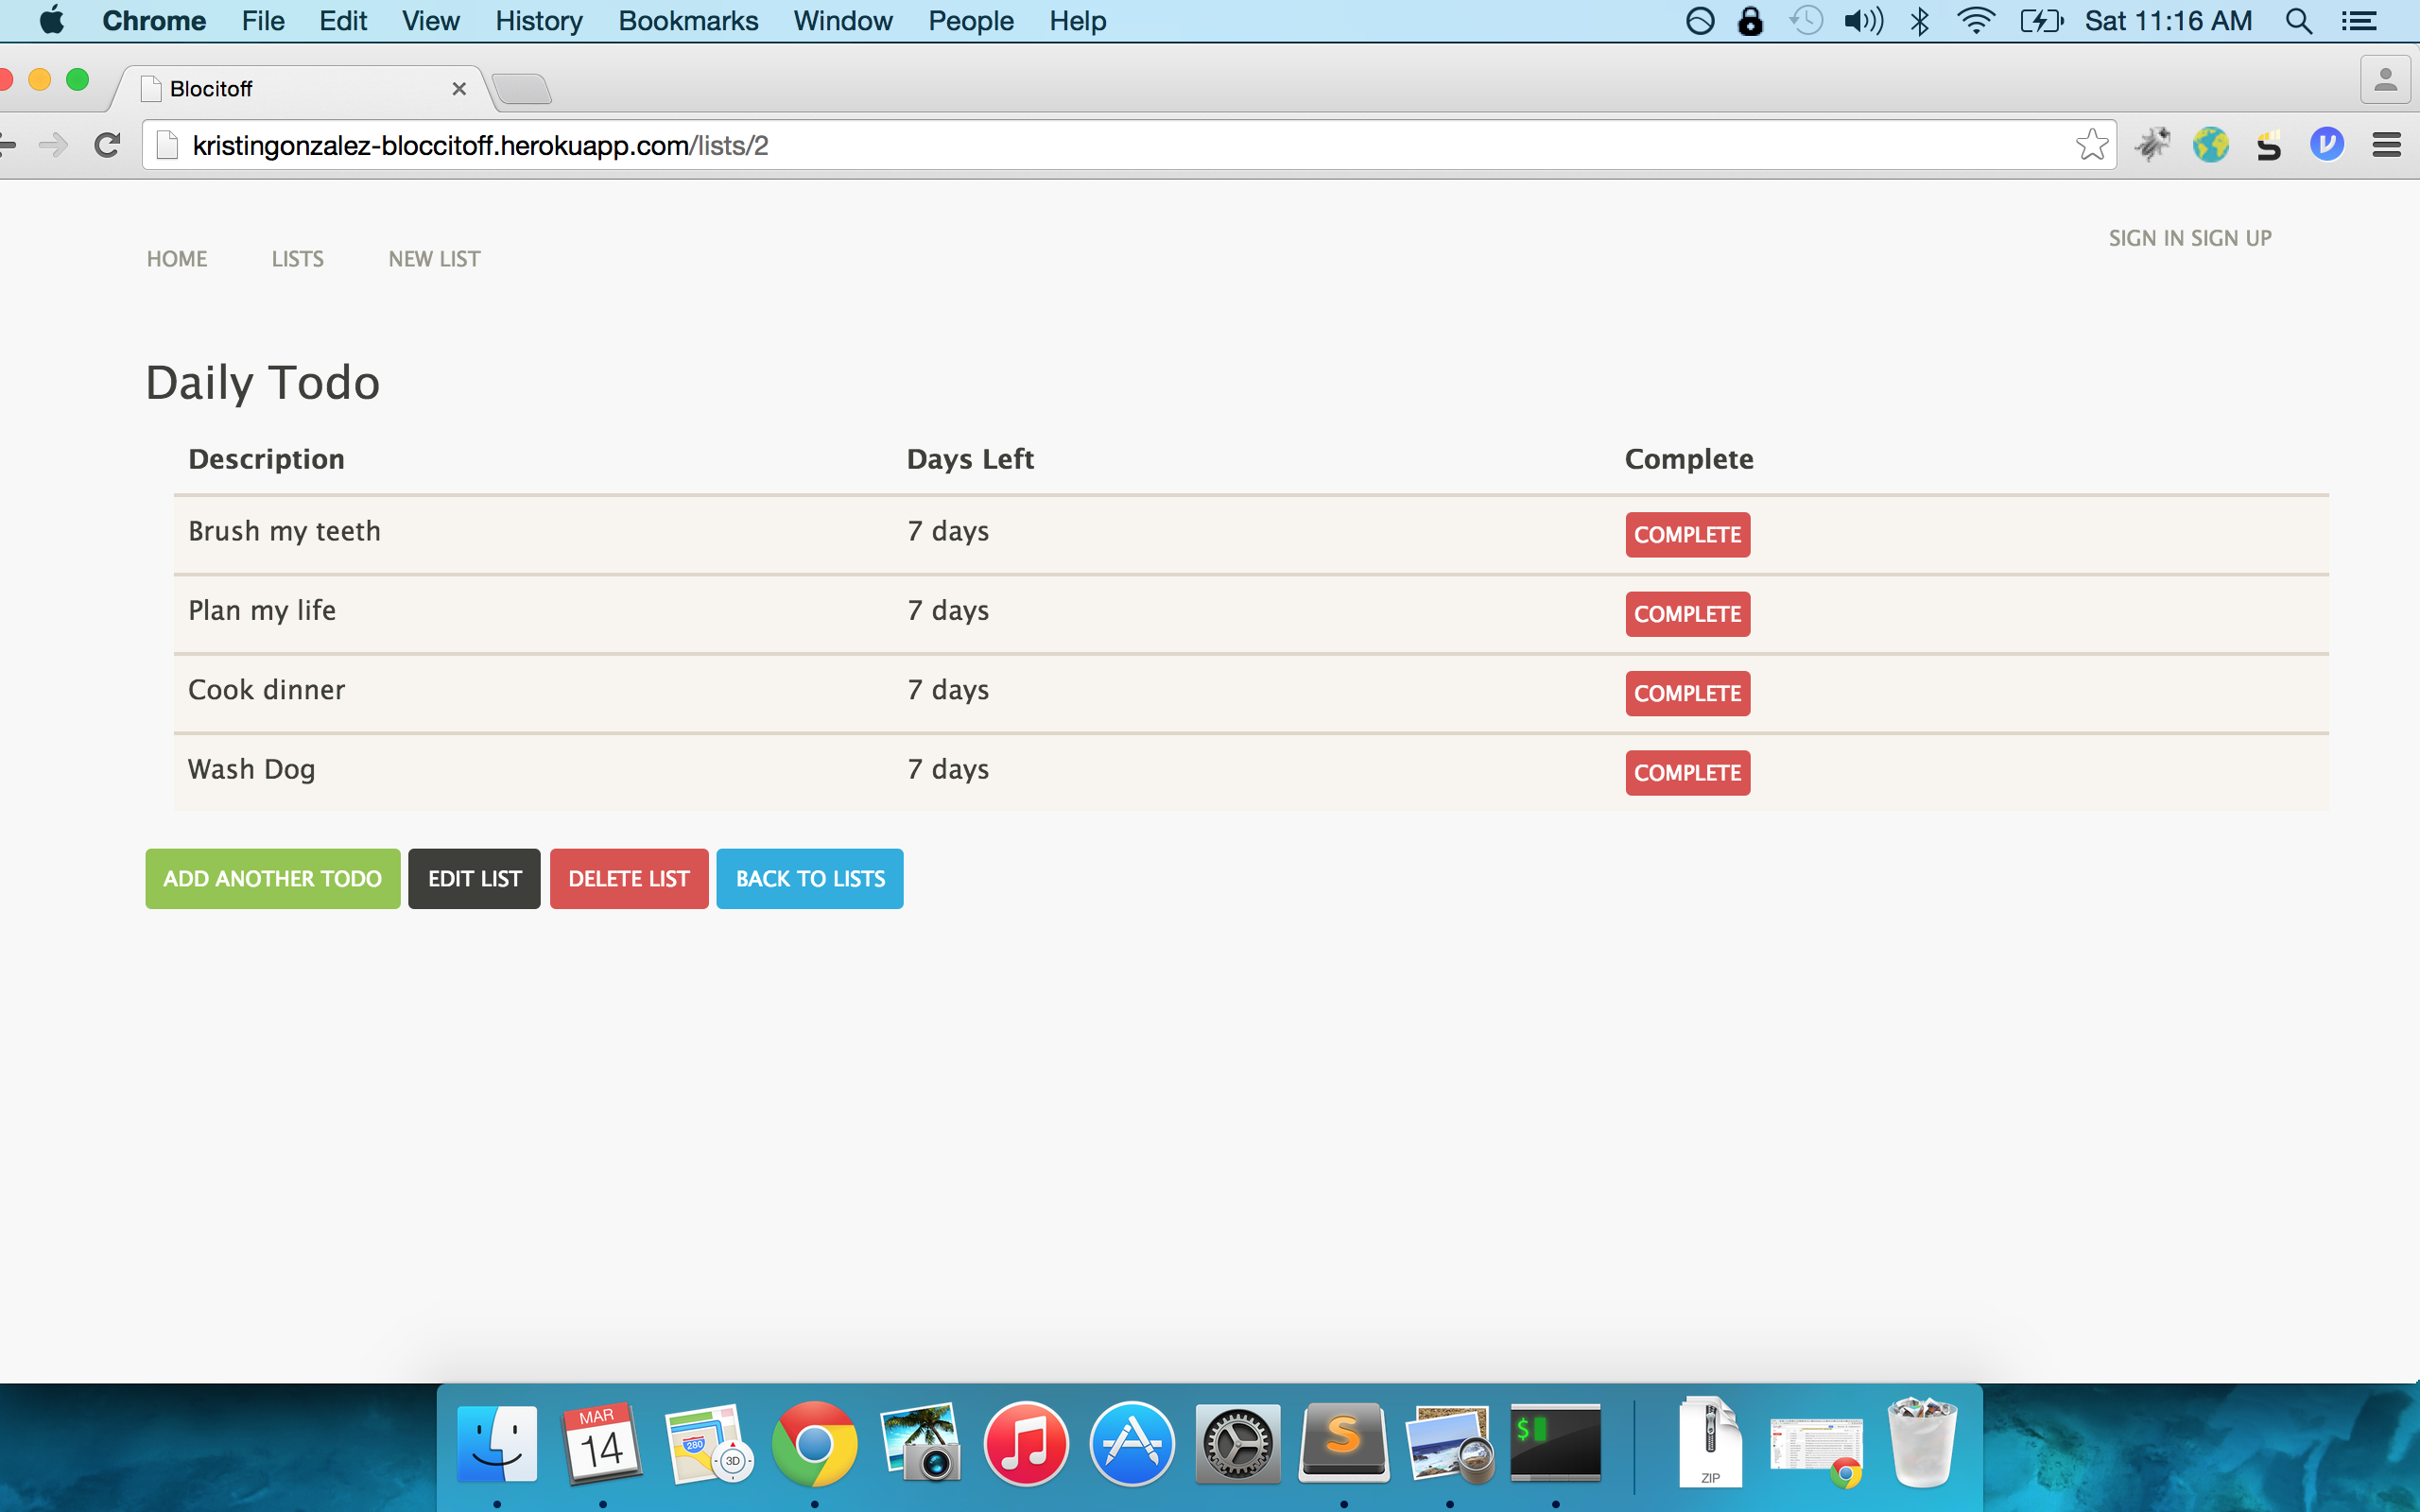 Chrome File Edit View History Bookmarks Window People Help Sat 11:16 AM
Blocitoff
kristingonzalez-bloccitoff.herokuapp.com/lists/2
SIGN IN SIGN UP
HOME LISTS NEW LIST
Daily Todo
Description Days Left Complete
Brush my teeth 7 days COMPLETE
Plan my life 7 days COMPLETE
Cook dinner 7 days COMPLETE
Wash Dog 7 days COMPLETE
ADD ANOTHER TODO EDIT LIST DELETE LIST BACK TO LISTS
MAR
14
280
3D
S
$
ZIP